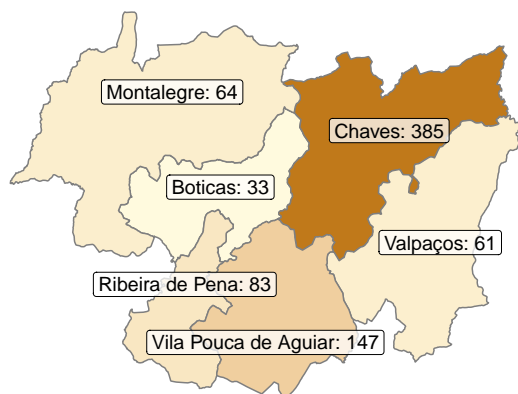 Montalegre: 64
Chaves: 385
Boticas: 33
Valpaços: 61
Ribeira de Pena: 83
Vila Pouca de Aguiar: 147